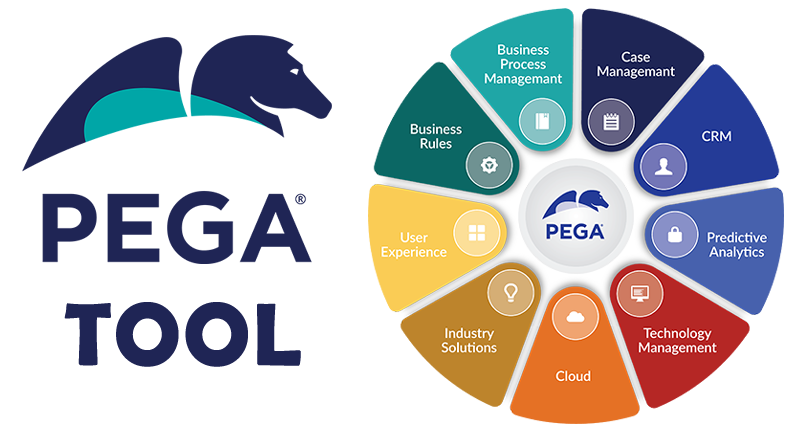 PEGA®
TOOL
Business
Process
Managemant
Case
Managemant
CRM
Predictive
Analytics
Technology
Management
Cloud
Industry
Solutions
User
Experience
Business
Rules
PEGA